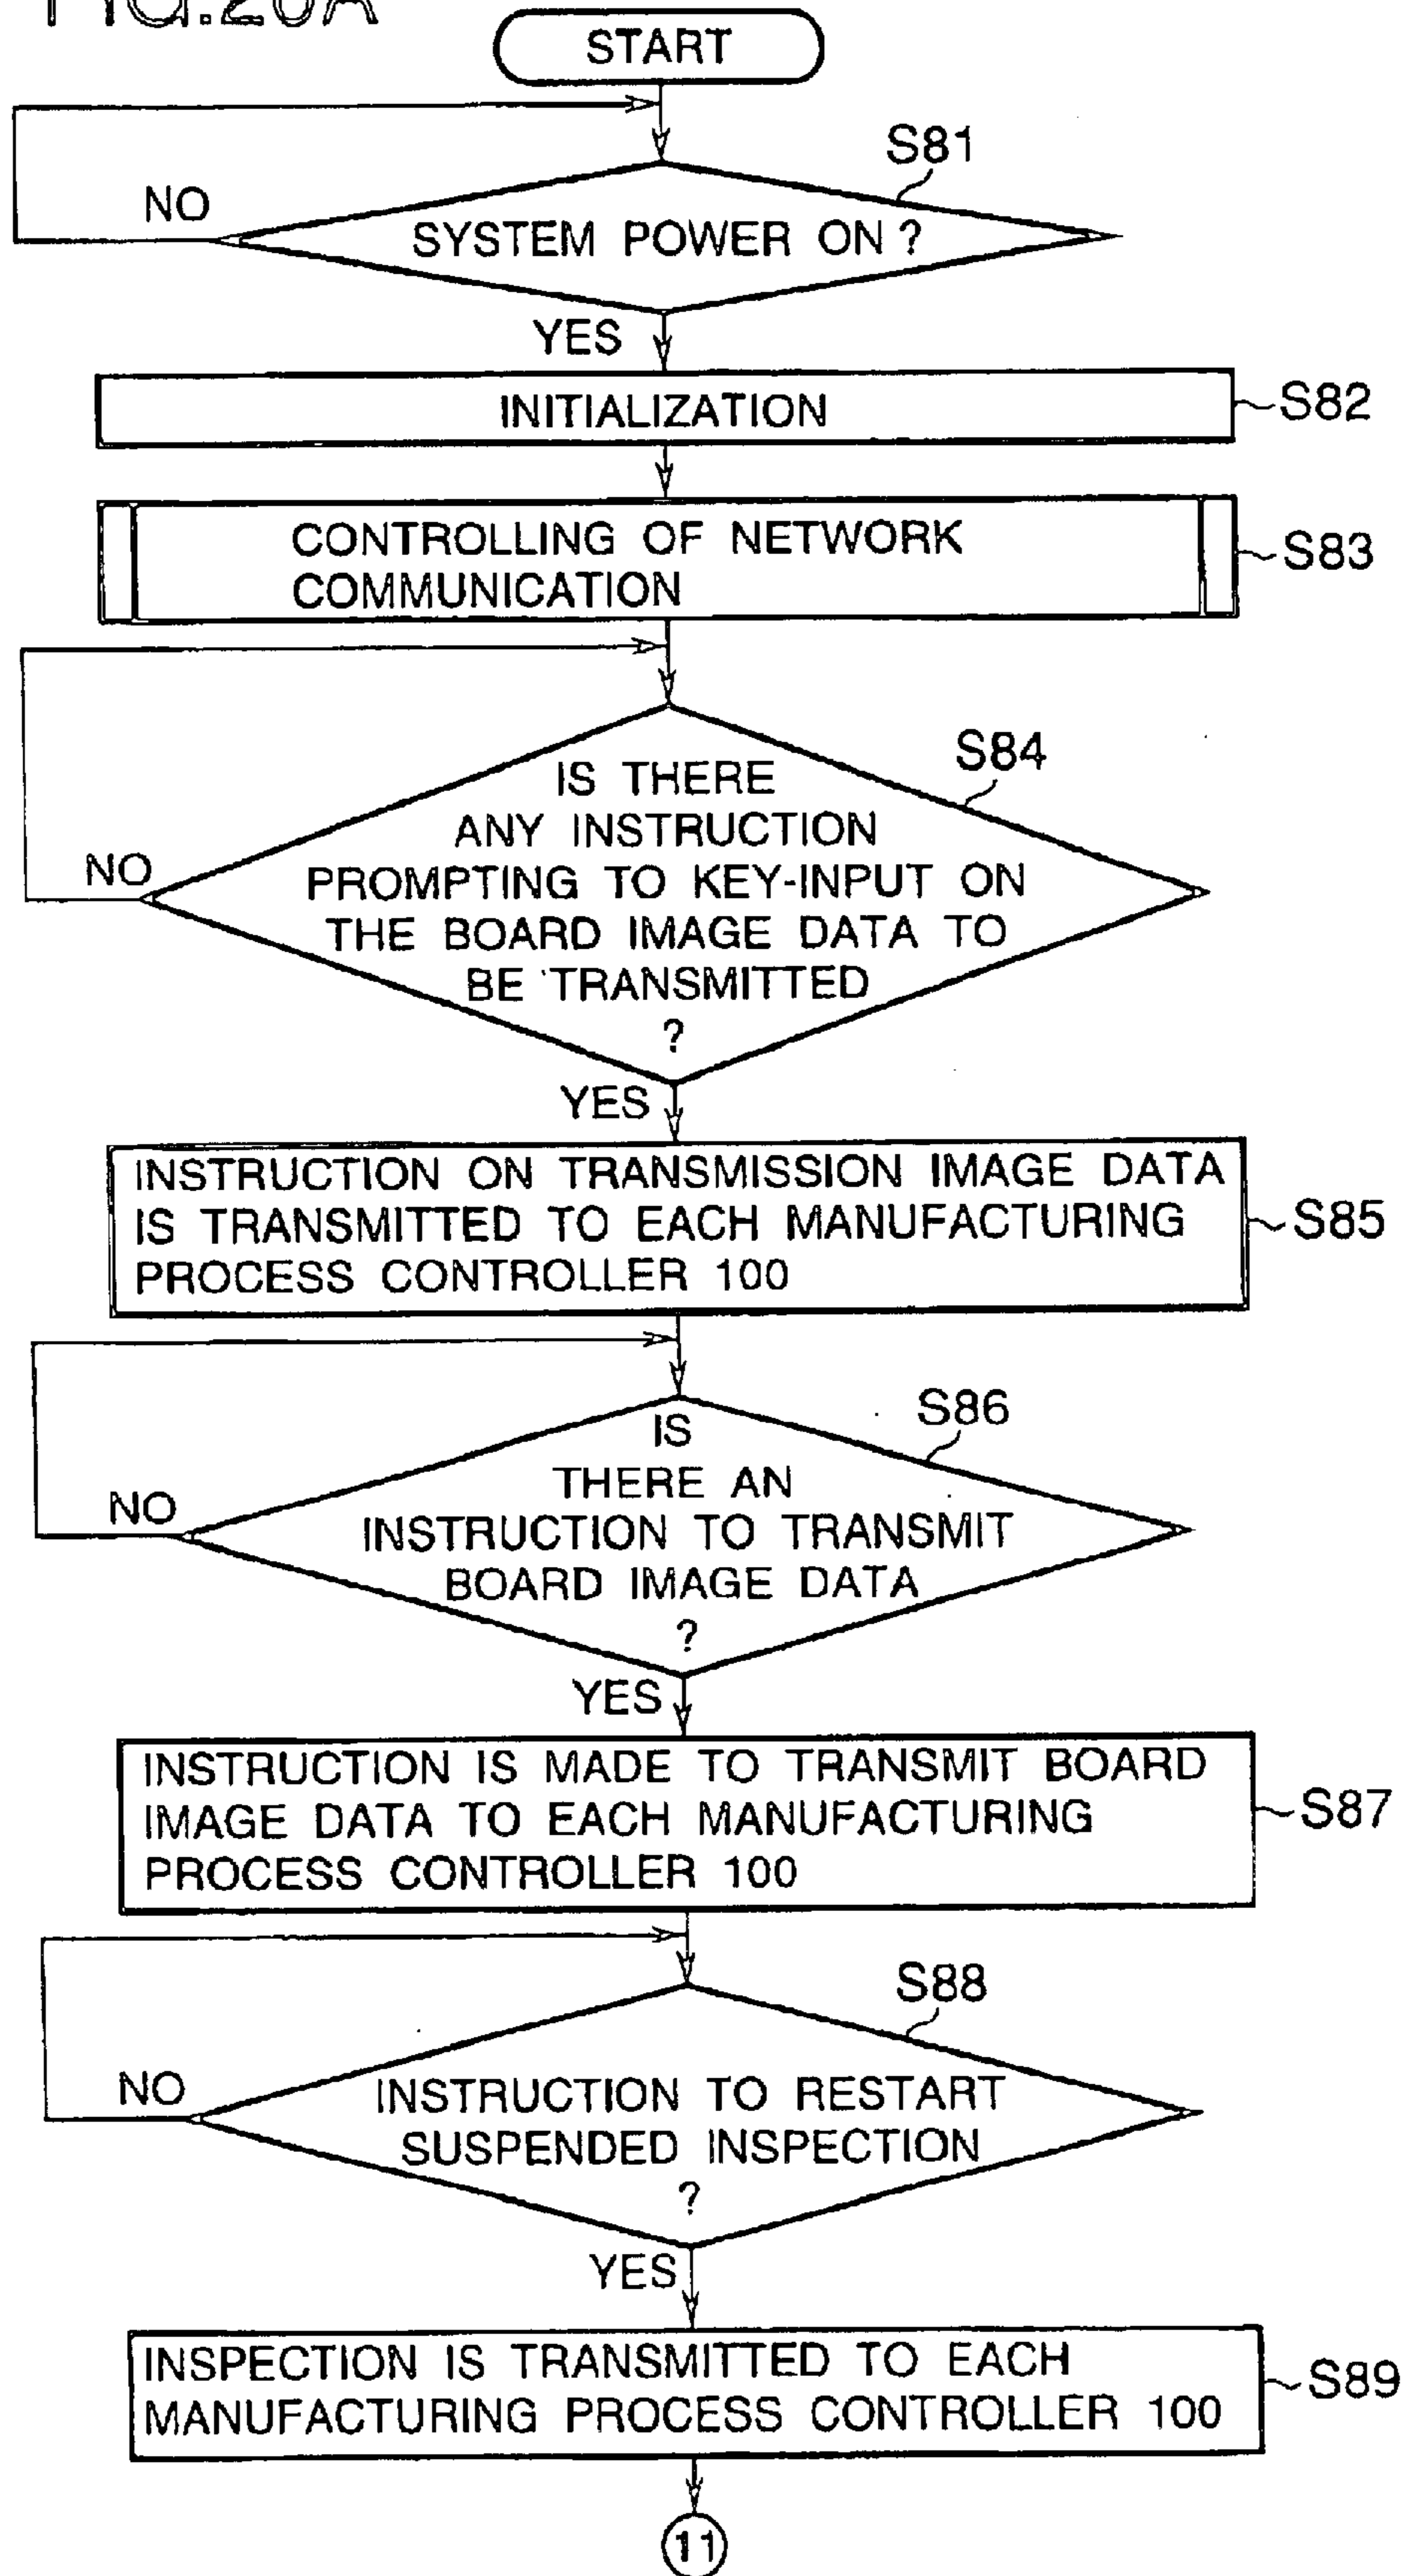 START
S81
NO
SYSTEM POWER ON ?
YES
INITIALIZATION
S82
CONTROLLING OF NETWORK
COMMUNICATION
S83
S84
IS THERE
ANY INSTRUCTION
NO
PROMPTING TO KEY-INPUT ON
THE BOARD IMAGE DATA TO
BE TRANSMITTED
?
YES
INSTRUCTION ON TRANSMISSION IMAGE DATA
IS TRANSMITTED TO EACH MANUFACTURING
PROCESS CONTROLLER 100
S85
S86
IS
THERE AN
NO
INSTRUCTION TO TRANSMIT
BOARD IMAGE DATA
?
YES
INSTRUCTION IS MADE TO TRANSMIT BOARD
IMAGE DATA TO EACH MANUFACTURING
PROCESS CONTROLLER 100
S87
S88
NO
INSTRUCTION TO RESTART
SUSPENDED INSPECTION
?
YES
INSPECTION IS TRANSMITTED TO EACH
MANUFACTURING PROCESS CONTROLLER 100
S89
11